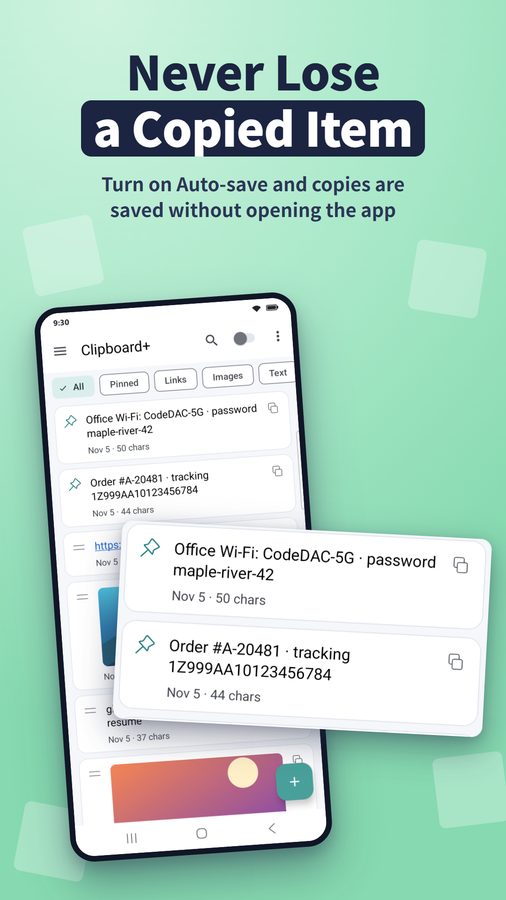 Never Lose
a Copied Item
Turn on Auto-save and copies are
saved without opening the app
9:30
Clipboard+
All
Pinned
Links
Images
Text
Office Wi-Fi: CodeDAC-5G · password
maple-river-42
Nov 5 · 50 chars
Order #A-20481 · tracking
1Z999AA10123456784
Nov 5 · 44 chars
https:
Nov 5
Office Wi-Fi: CodeDAC-5G · password
maple-river-42
Nov 5 · 50 chars
Order #A-20481 · tracking
1Z999AA10123456784
Nov 5 · 44 chars
resume
Nov 5 · 37 chars